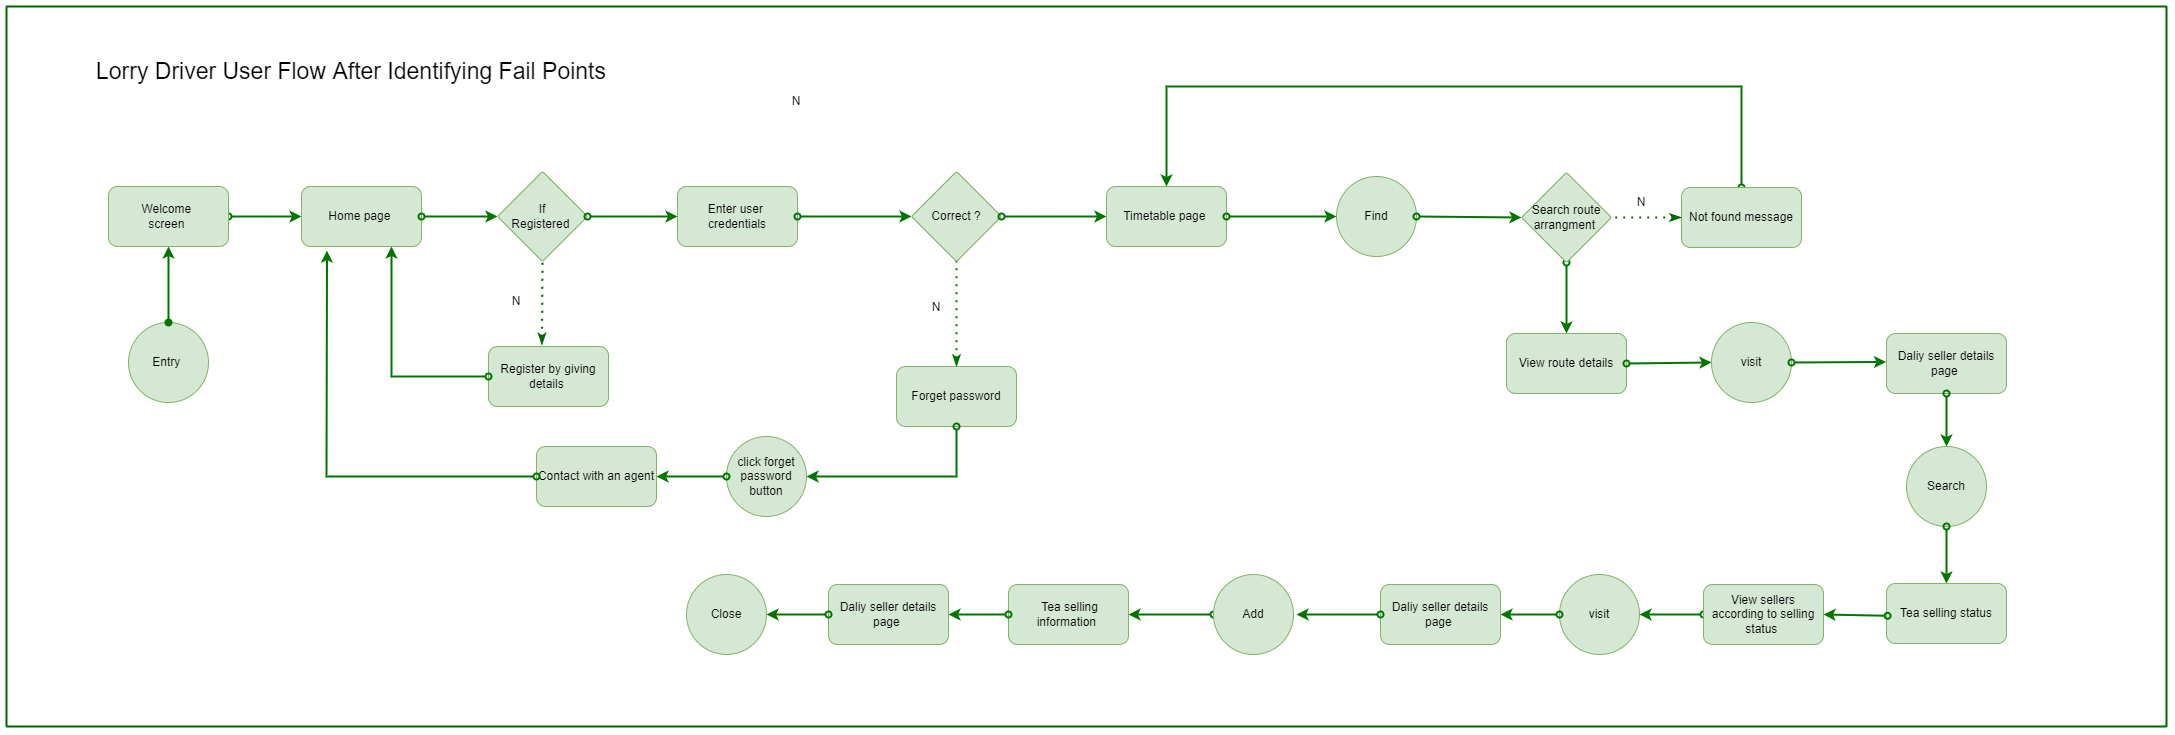 Lorry Driver User Flow After Identifying Fail Points
N
Welcome
screen
Home page
If
Registered
Enter user
credentials
Correct ?
Timetable page
Find
Search route
arrangment
N
Not found message
N
N
Entry
Register by giving
details
Forget password
View route details
visit
Daliy seller details
page
Contact with an agent
click forget
password
button
Search
Close
Daliy seller details
page
Tea selling
information
Add
Daliy seller details
page
visit
View sellers
according to selling
status
Tea selling status